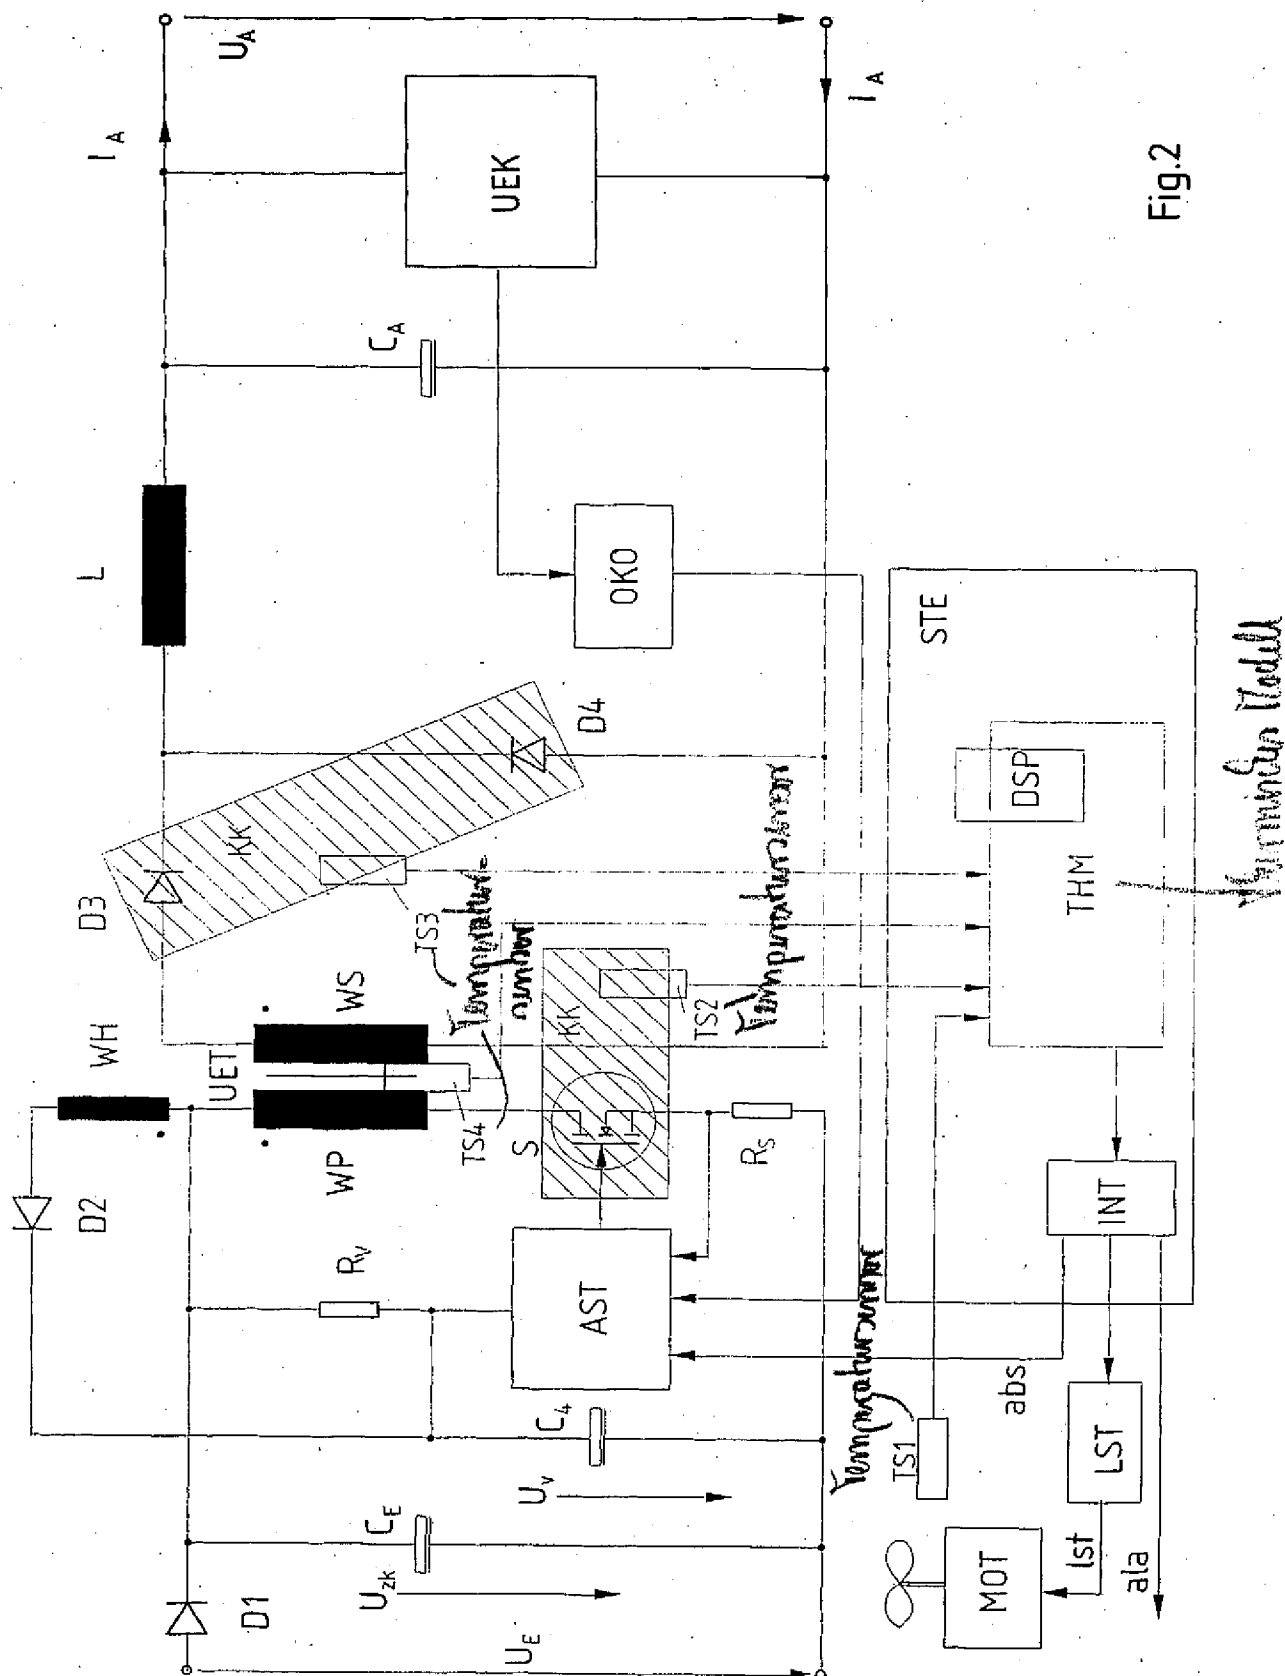 U_A
I_A
I_A
UEK
C_A
Fig.2
L
OKO
STE
D4
KK
D3
DSP
THM
TS3
Temperatur-
WS
WH
UET
KK
TS2
WP
TS4
S
R_S
D2
INT
R_V
AST
abs
C_4
TS1
LST
U_V
C_E
lst
ala
U_zk
MOT
D1
U_E